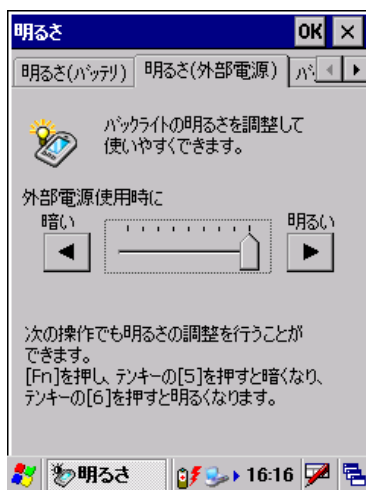 明るさ OK ×
明るさ(バッテリ) 明るさ(外部電源) バ
バックライトの明るさを調整して
使いやすくできます。
外部電源使用時に
暗い 明るい
次の操作でも明るさの調整を行うことが
できます。
[Fn]を押し、テンキーの[5]を押すと暗くなり、
テンキーの[6]を押すと明るくなります。
明るさ 16:16